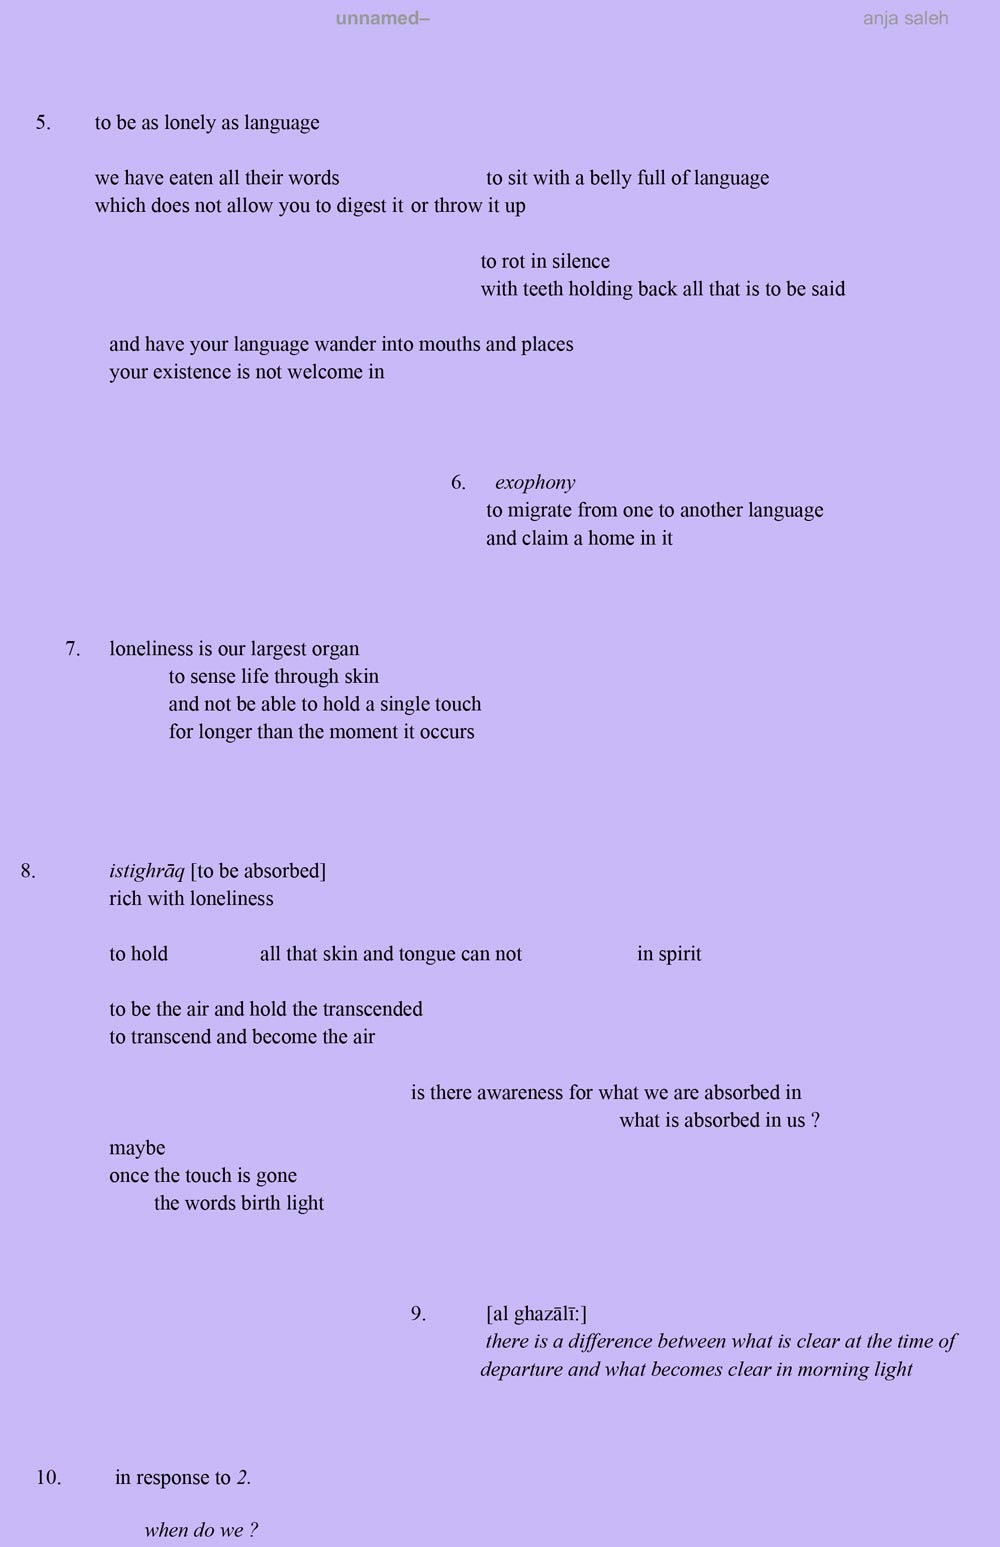 unnamed–
anja saleh
5. to be as lonely as language
we have eaten all their words to sit with a belly full of language
which does not allow you to digest it or throw it up
to rot in silence
with teeth holding back all that is to be said
and have your language wander into mouths and places
your existence is not welcome in
6. exophony
to migrate from one to another language
and claim a home in it
7. loneliness is our largest organ
to sense life through skin
and not be able to hold a single touch
for longer than the moment it occurs
8. istighrāq [to be absorbed]
rich with loneliness
to hold all that skin and tongue can not in spirit
to be the air and hold the transcended
to transcend and become the air
is there awareness for what we are absorbed in
what is absorbed in us ?
maybe
once the touch is gone
the words birth light
9. [al ghazālī:]
there is a difference between what is clear at the time of
departure and what becomes clear in morning light
10. in response to 2.
when do we ?